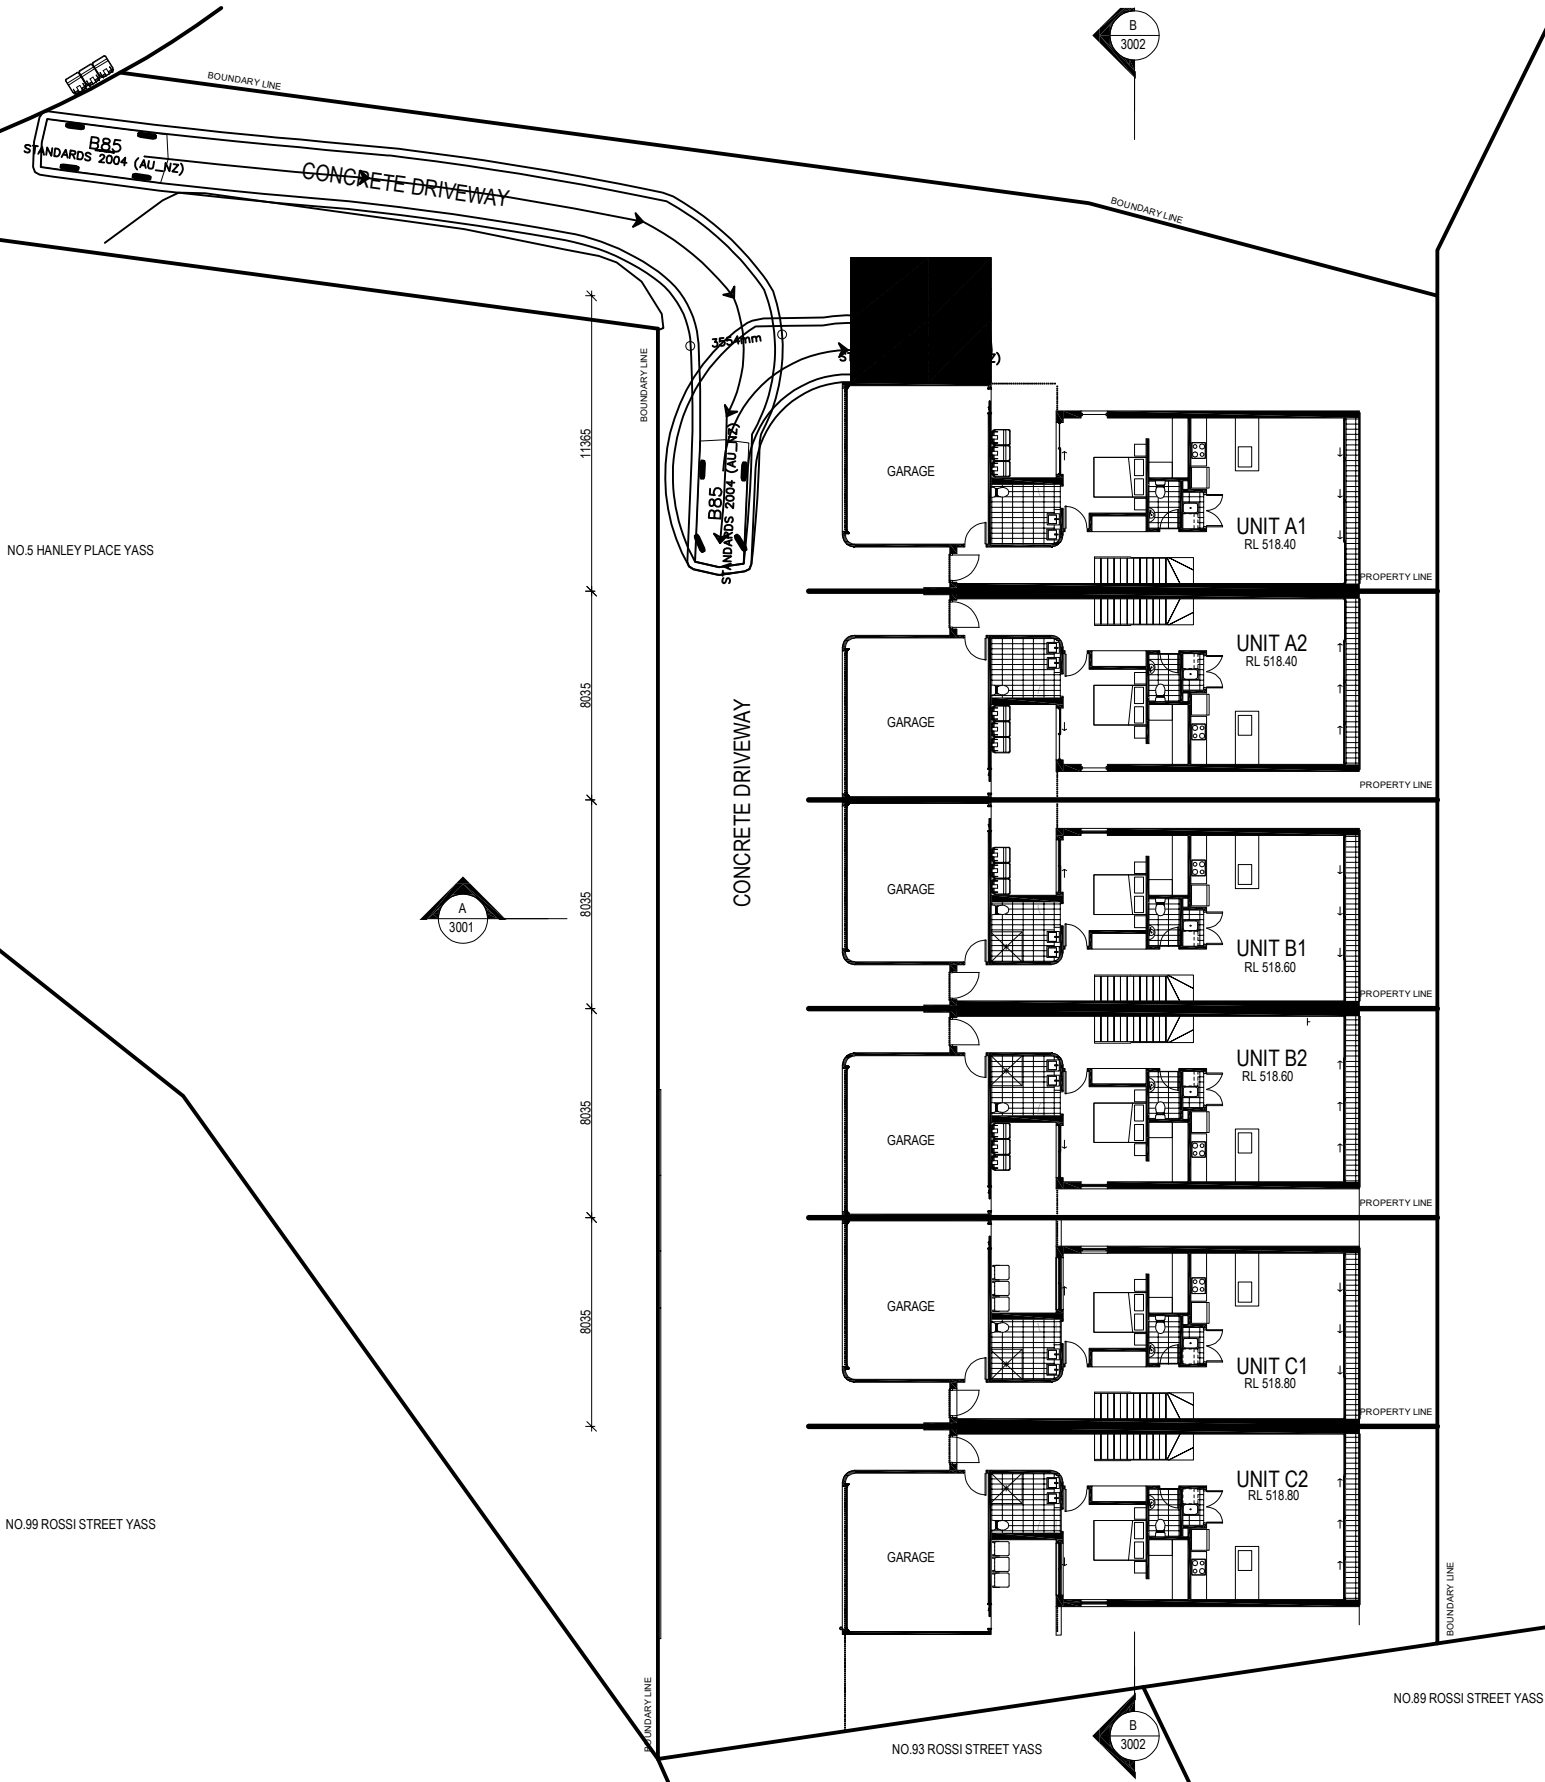 B
3002
BOUNDARY LINE
B85
STANDARDS 2004 (AU_NZ)
CONCRETE DRIVEWAY
BOUNDARY LINE
3554mm
BOUNDARY LINE
11365
B85
STANDARDS 2004 (AU_NZ)
GARAGE
UNIT A1
RL 518.40
NO.5 HANLEY PLACE YASS
PROPERTY LINE
UNIT A2
RL 518.40
8035
GARAGE
CONCRETE DRIVEWAY
PROPERTY LINE
GARAGE
8035
A
3001
UNIT B1
RL 518.60
PROPERTY LINE
UNIT B2
RL 518.60
8035
GARAGE
PROPERTY LINE
GARAGE
8035
UNIT C1
RL 518.80
PROPERTY LINE
UNIT C2
RL 518.80
NO.99 ROSSI STREET YASS
GARAGE
BOUNDARY LINE
BOUNDARY LINE
NO.89 ROSSI STREET YASS
NO.93 ROSSI STREET YASS
B
3002